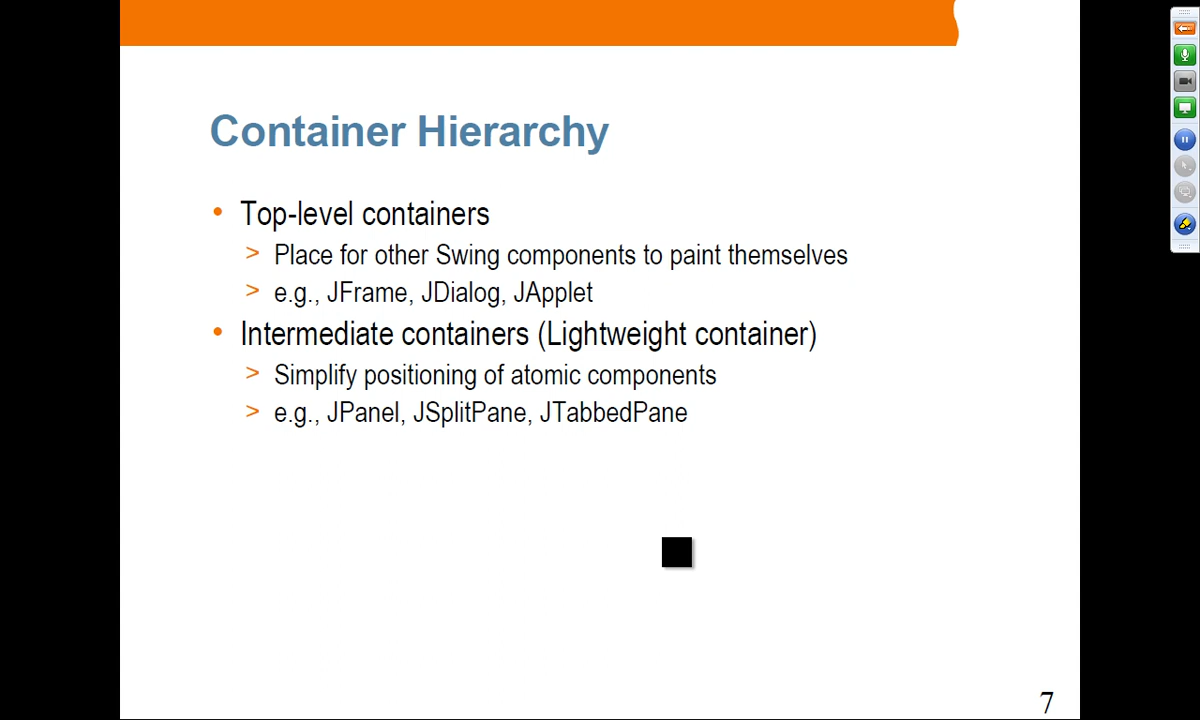 Container Hierarchy
• Top-level containers
> Place for other Swing components to paint themselves
> e.g., JFrame, JDialog, JApplet
• Intermediate containers (Lightweight container)
> Simplify positioning of atomic components
> e.g., JPanel, JSplitPane, JTabbedPane
7